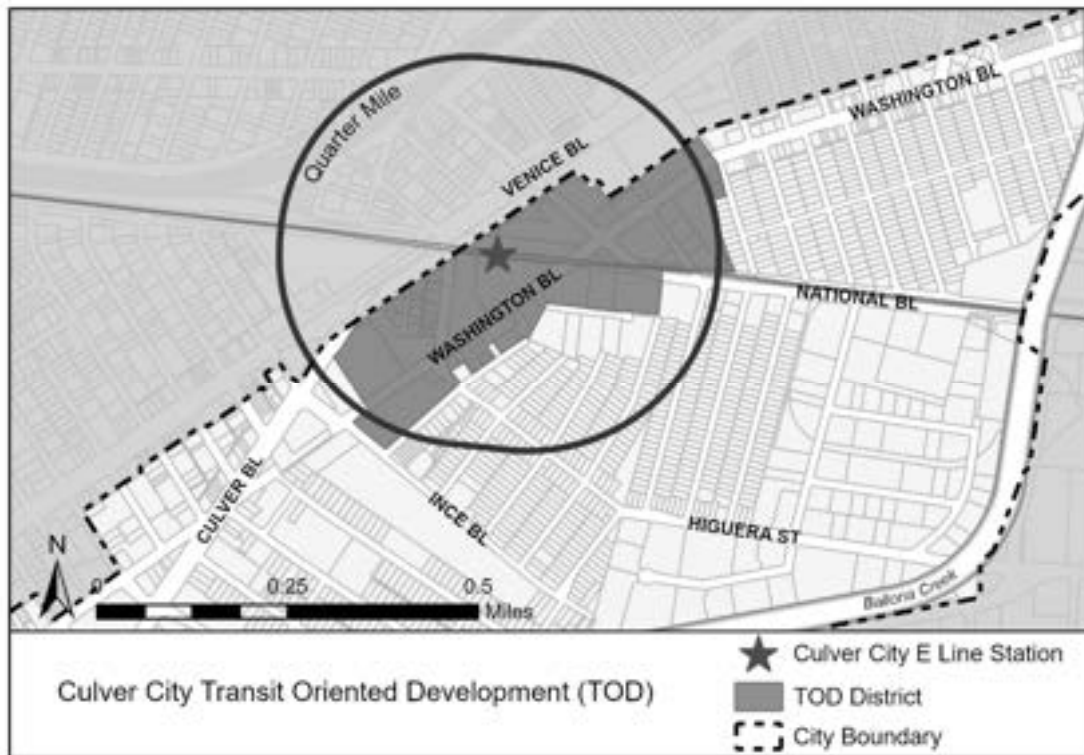 WASHINGTON BL
Quarter Mile
VENICE BL
WASHINGTON BL
NATIONAL BL
CULVER BL
INCE BL
HIGUERA ST
Ballona Creek
N
0 0.25 0.5
Miles
Culver City Transit Oriented Development (TOD)
Culver City E Line Station
TOD District
City Boundary